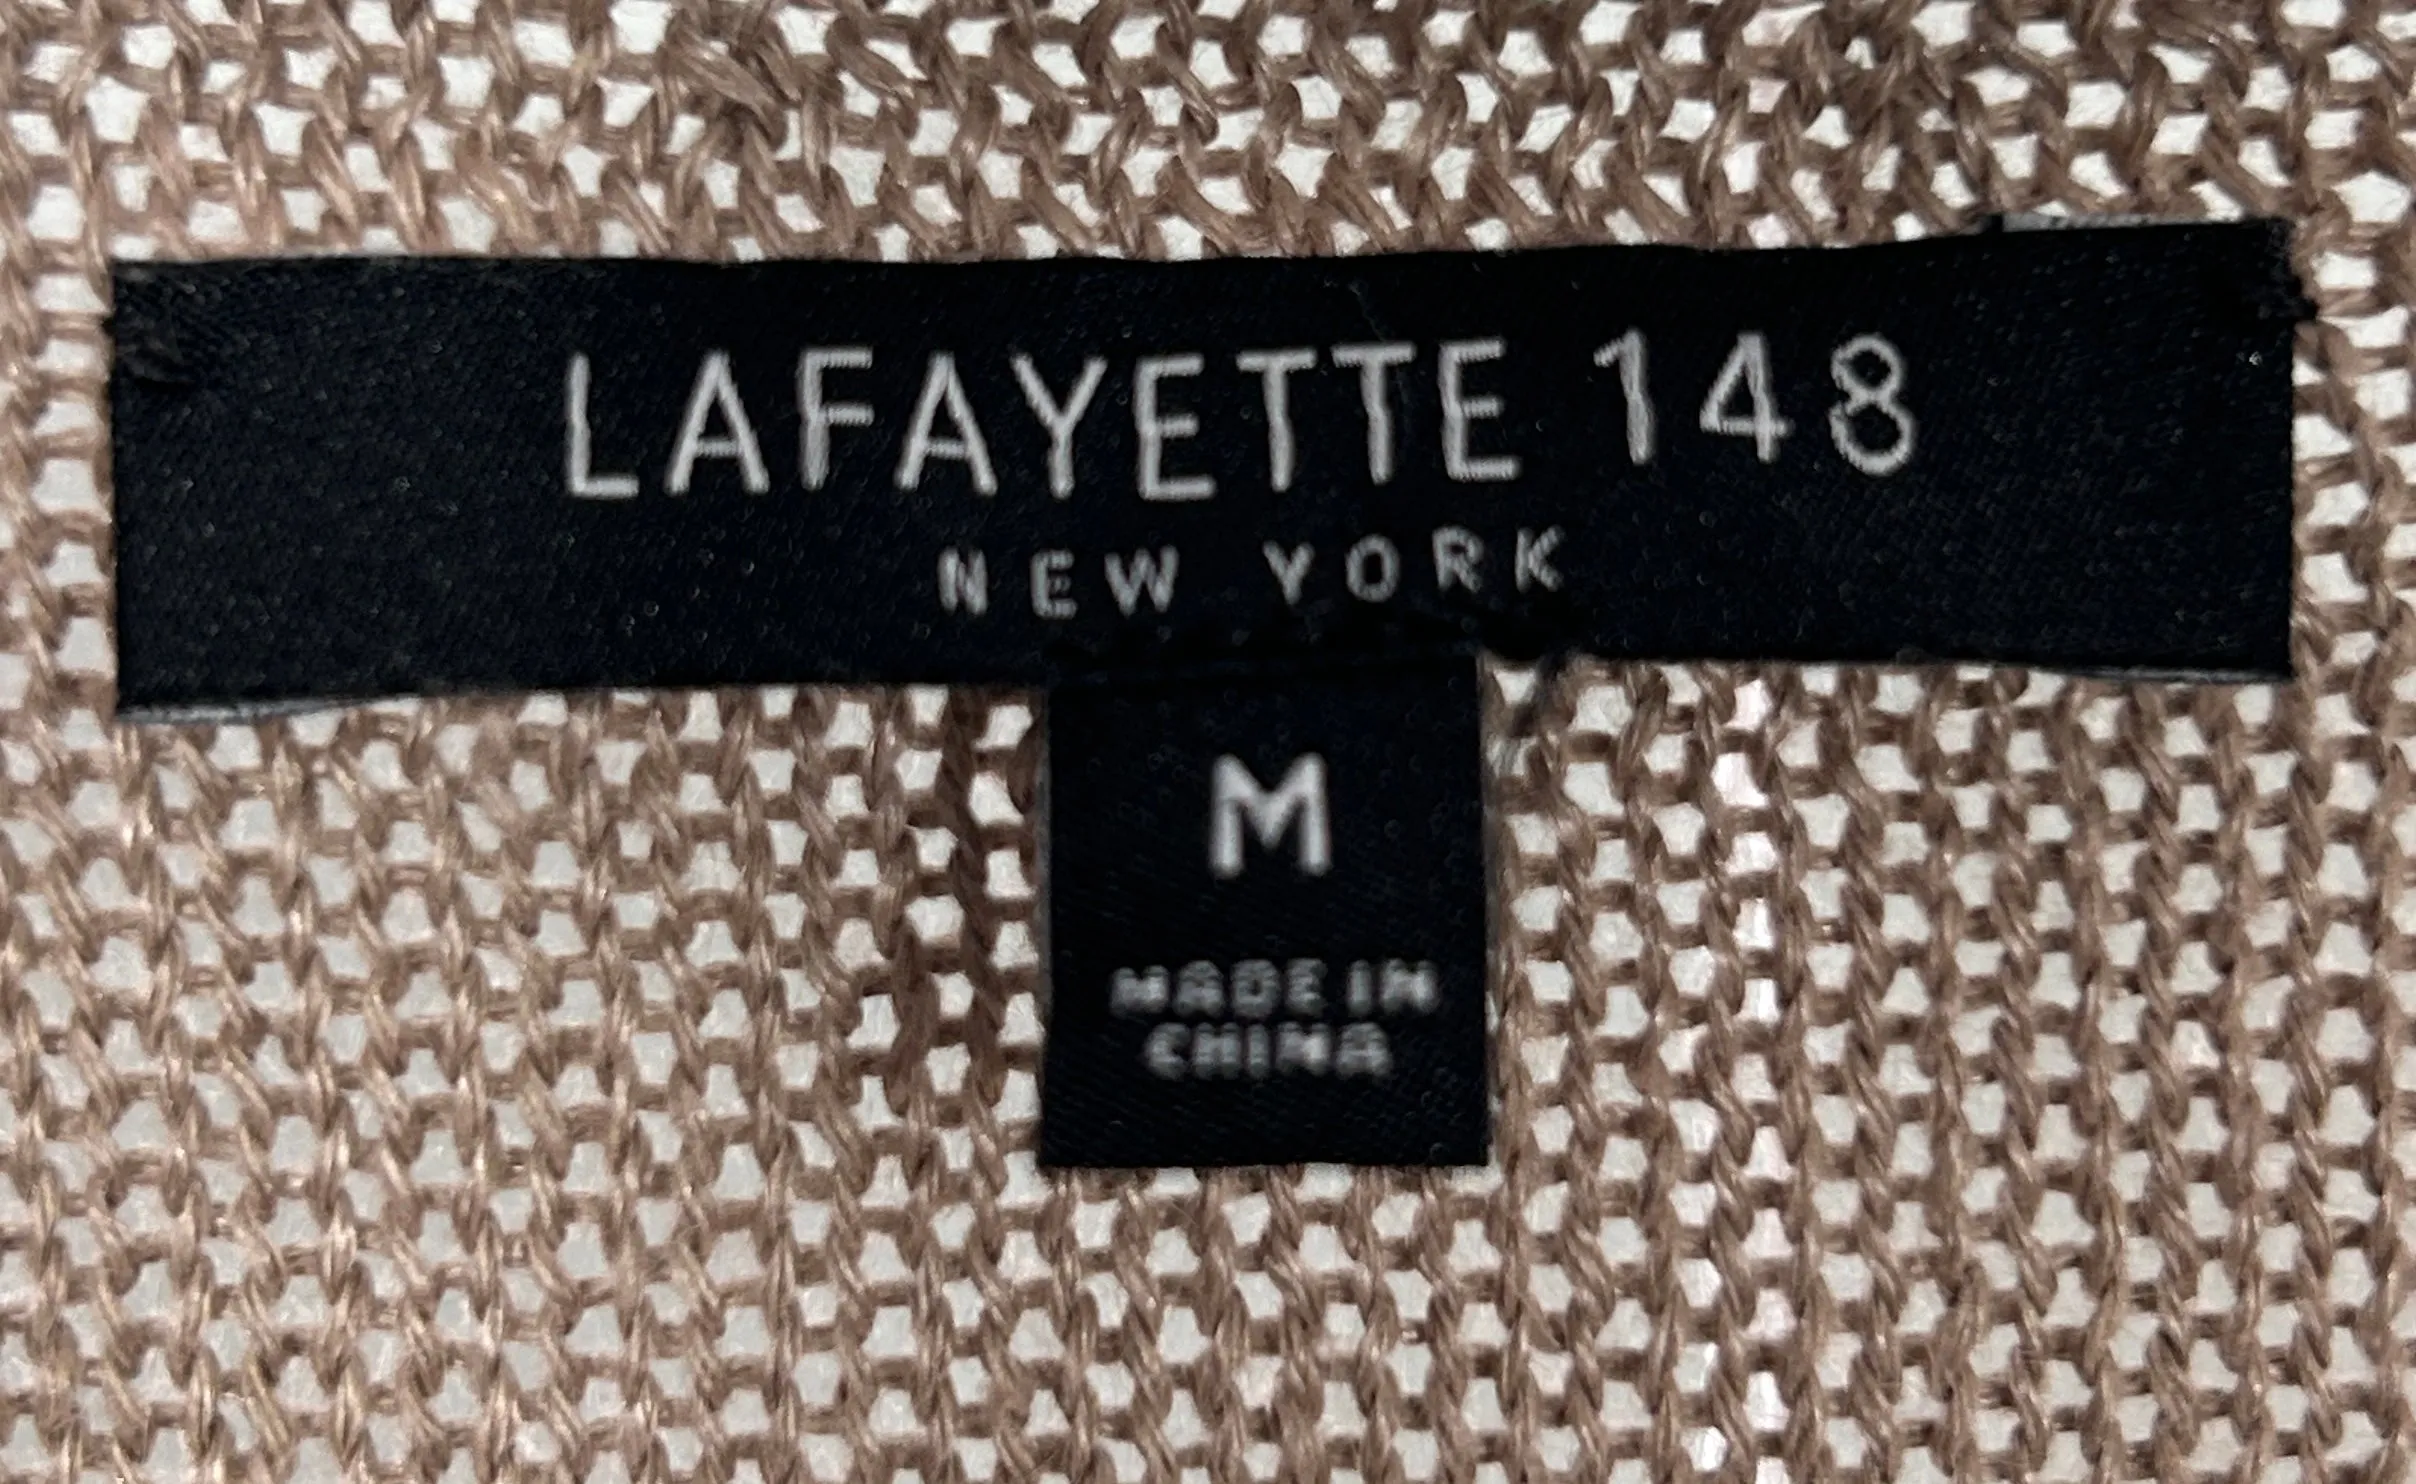 LAFAYETTE 148
NEW YORK
M
MADE IN
CHINA